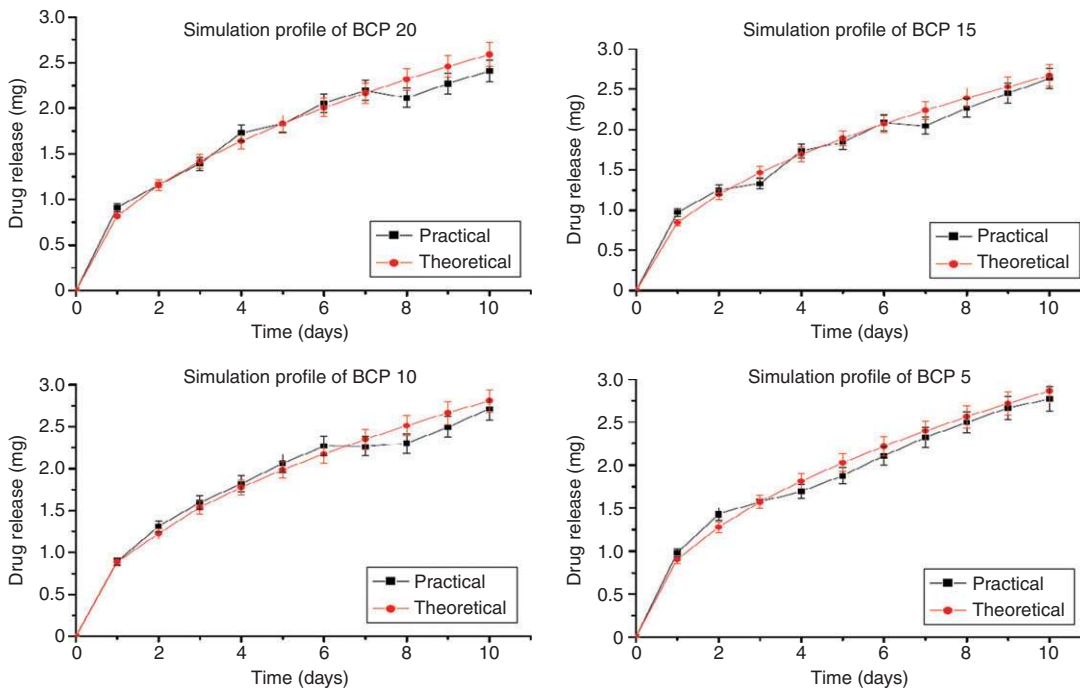 Simulation profile of BCP 20
Drug release (mg)
3.0
2.5
2.0
1.5
1.0
0.5
0
Practical
Theoretical
0 2 4 6 8 10
Time (days)
Simulation profile of BCP 15
Drug release (mg)
3.0
2.5
2.0
1.5
1.0
0.5
0
Practical
Theoretical
0 2 4 6 8 10
Time (days)
Simulation profile of BCP 10
Drug release (mg)
3.0
2.5
2.0
1.5
1.0
0.5
0
Practical
Theoretical
0 2 4 6 8 10
Time (days)
Simulation profile of BCP 5
Drug release (mg)
3.0
2.5
2.0
1.5
1.0
0.5
0
Practical
Theoretical
0 2 4 6 8 10
Time (days)